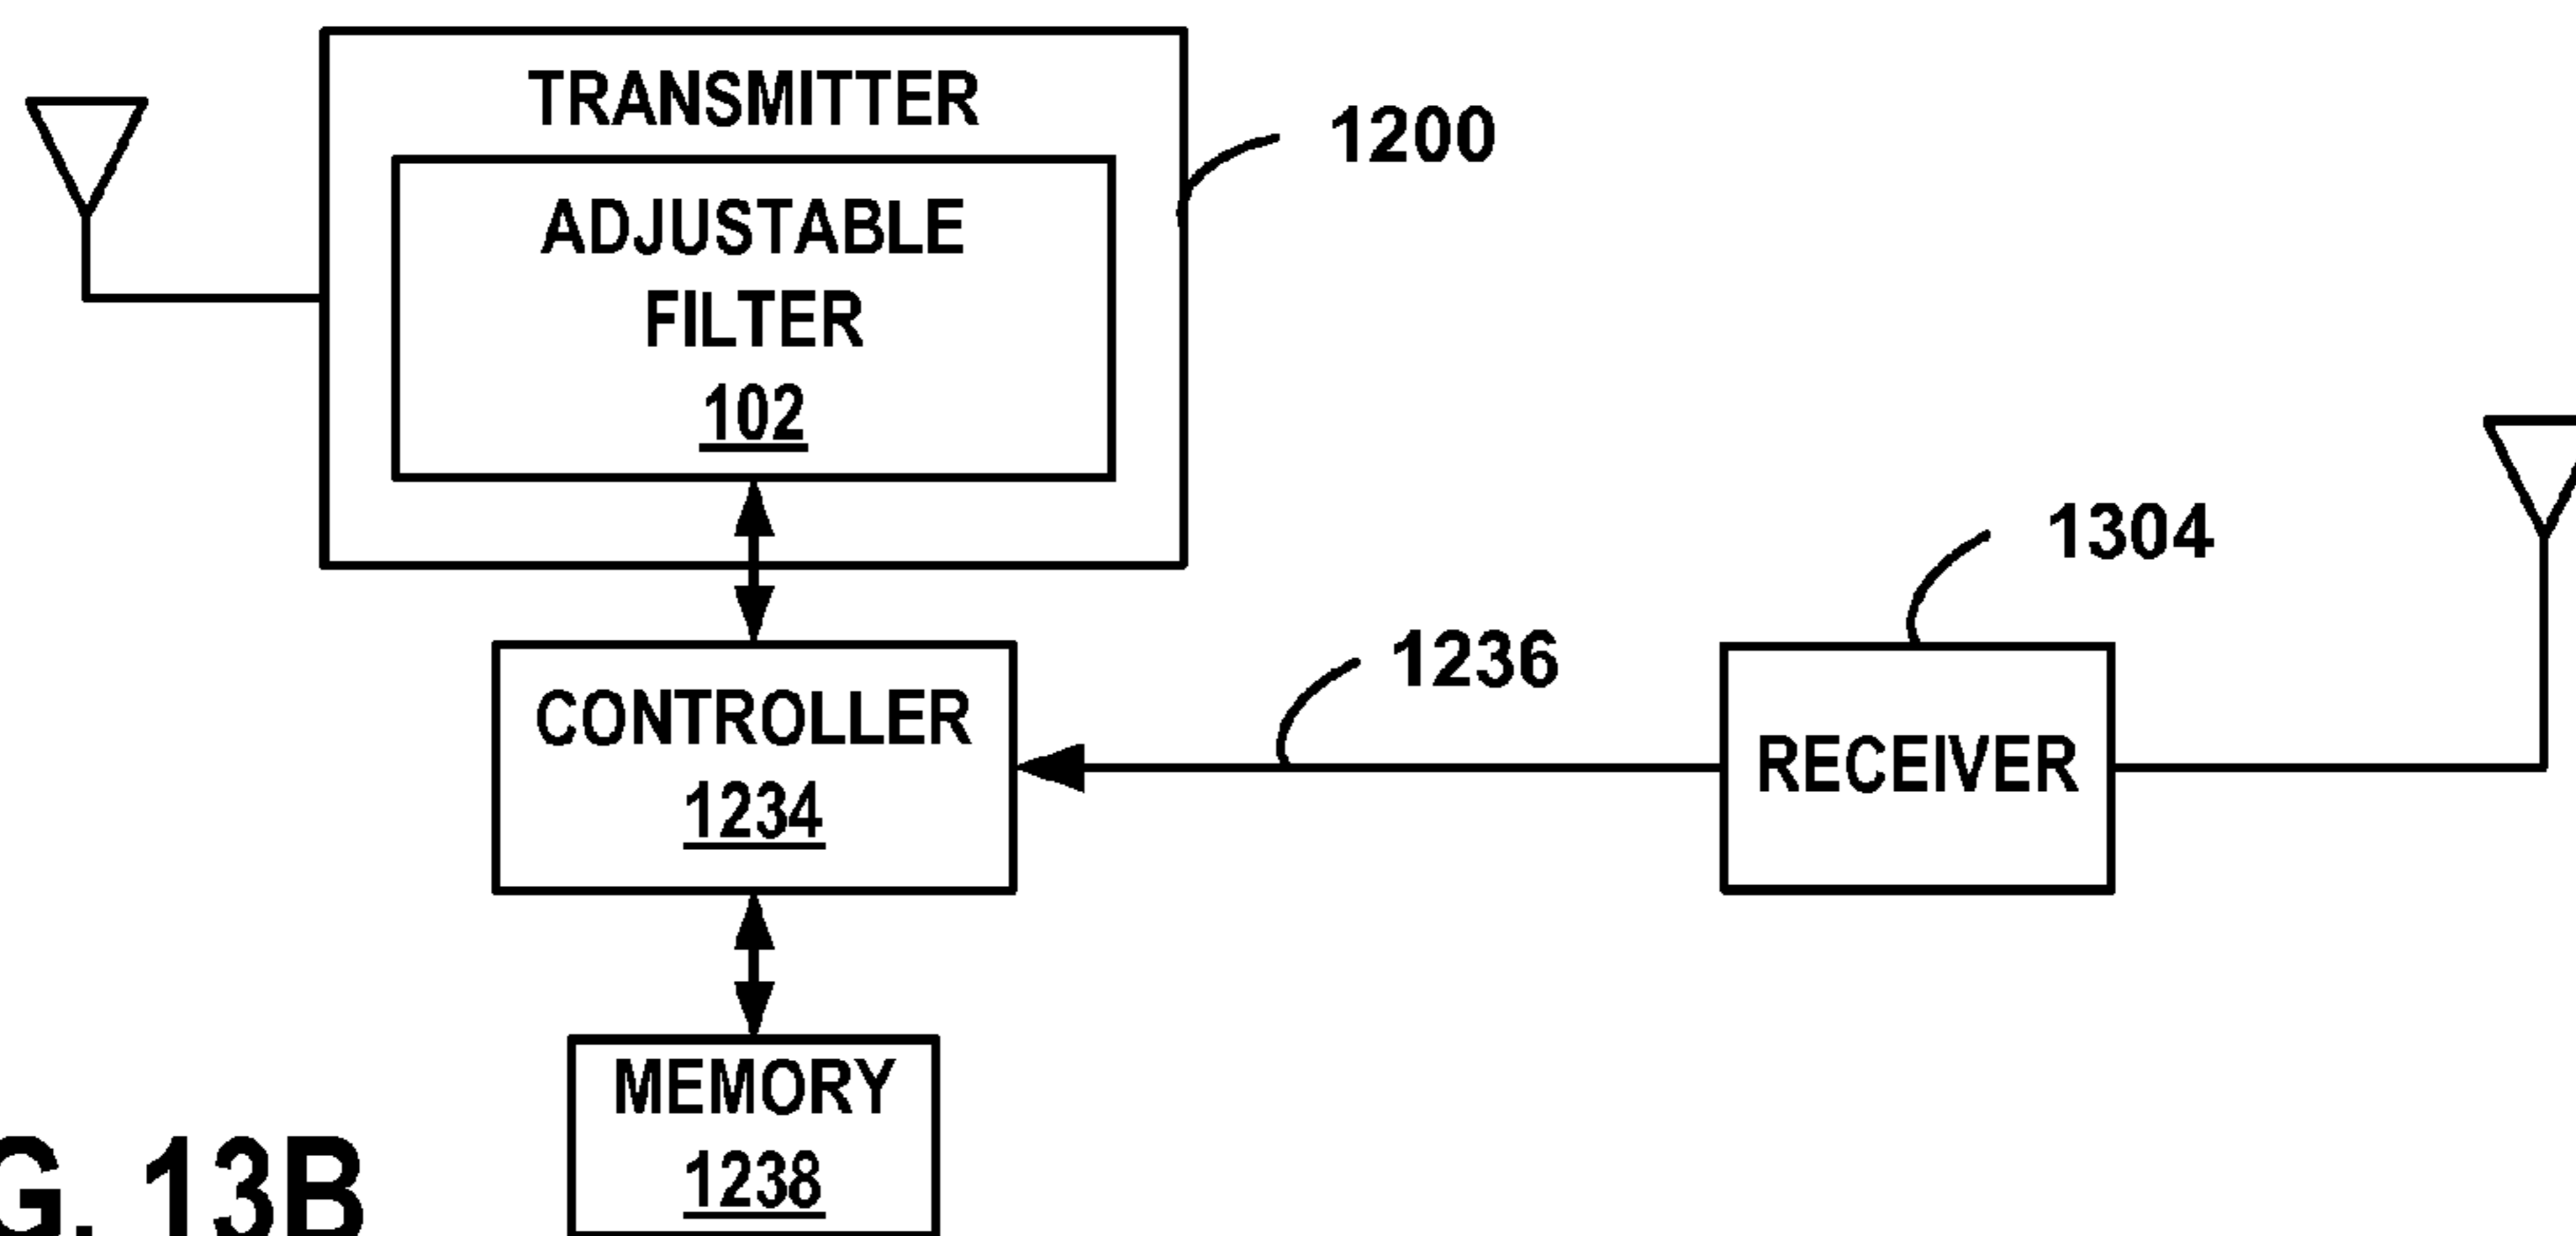 TRANSMITTER
1200
ADJUSTABLE
FILTER
102
1304
1236
CONTROLLER
1234
RECEIVER
MEMORY
1238
G. 13B